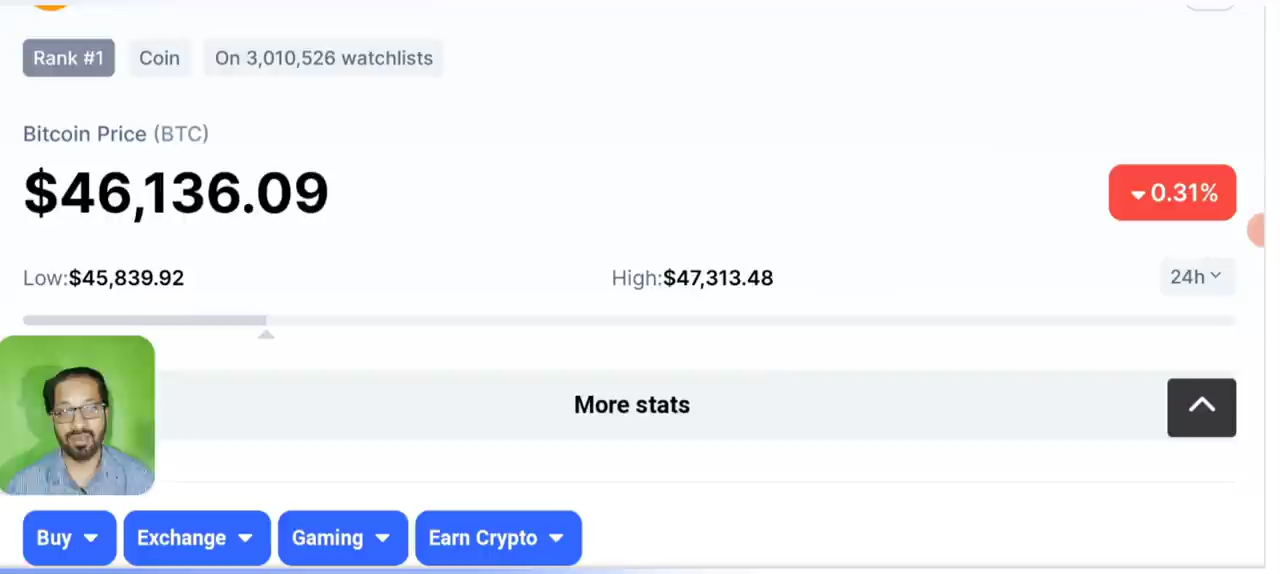 Rank #1 Coin On 3,010,526 watchlists
Bitcoin Price (BTC)
$46,136.09 0.31%
Low:$45,839.92 High:$47,313.48 24h
More stats
Buy Exchange Gaming Earn Crypto